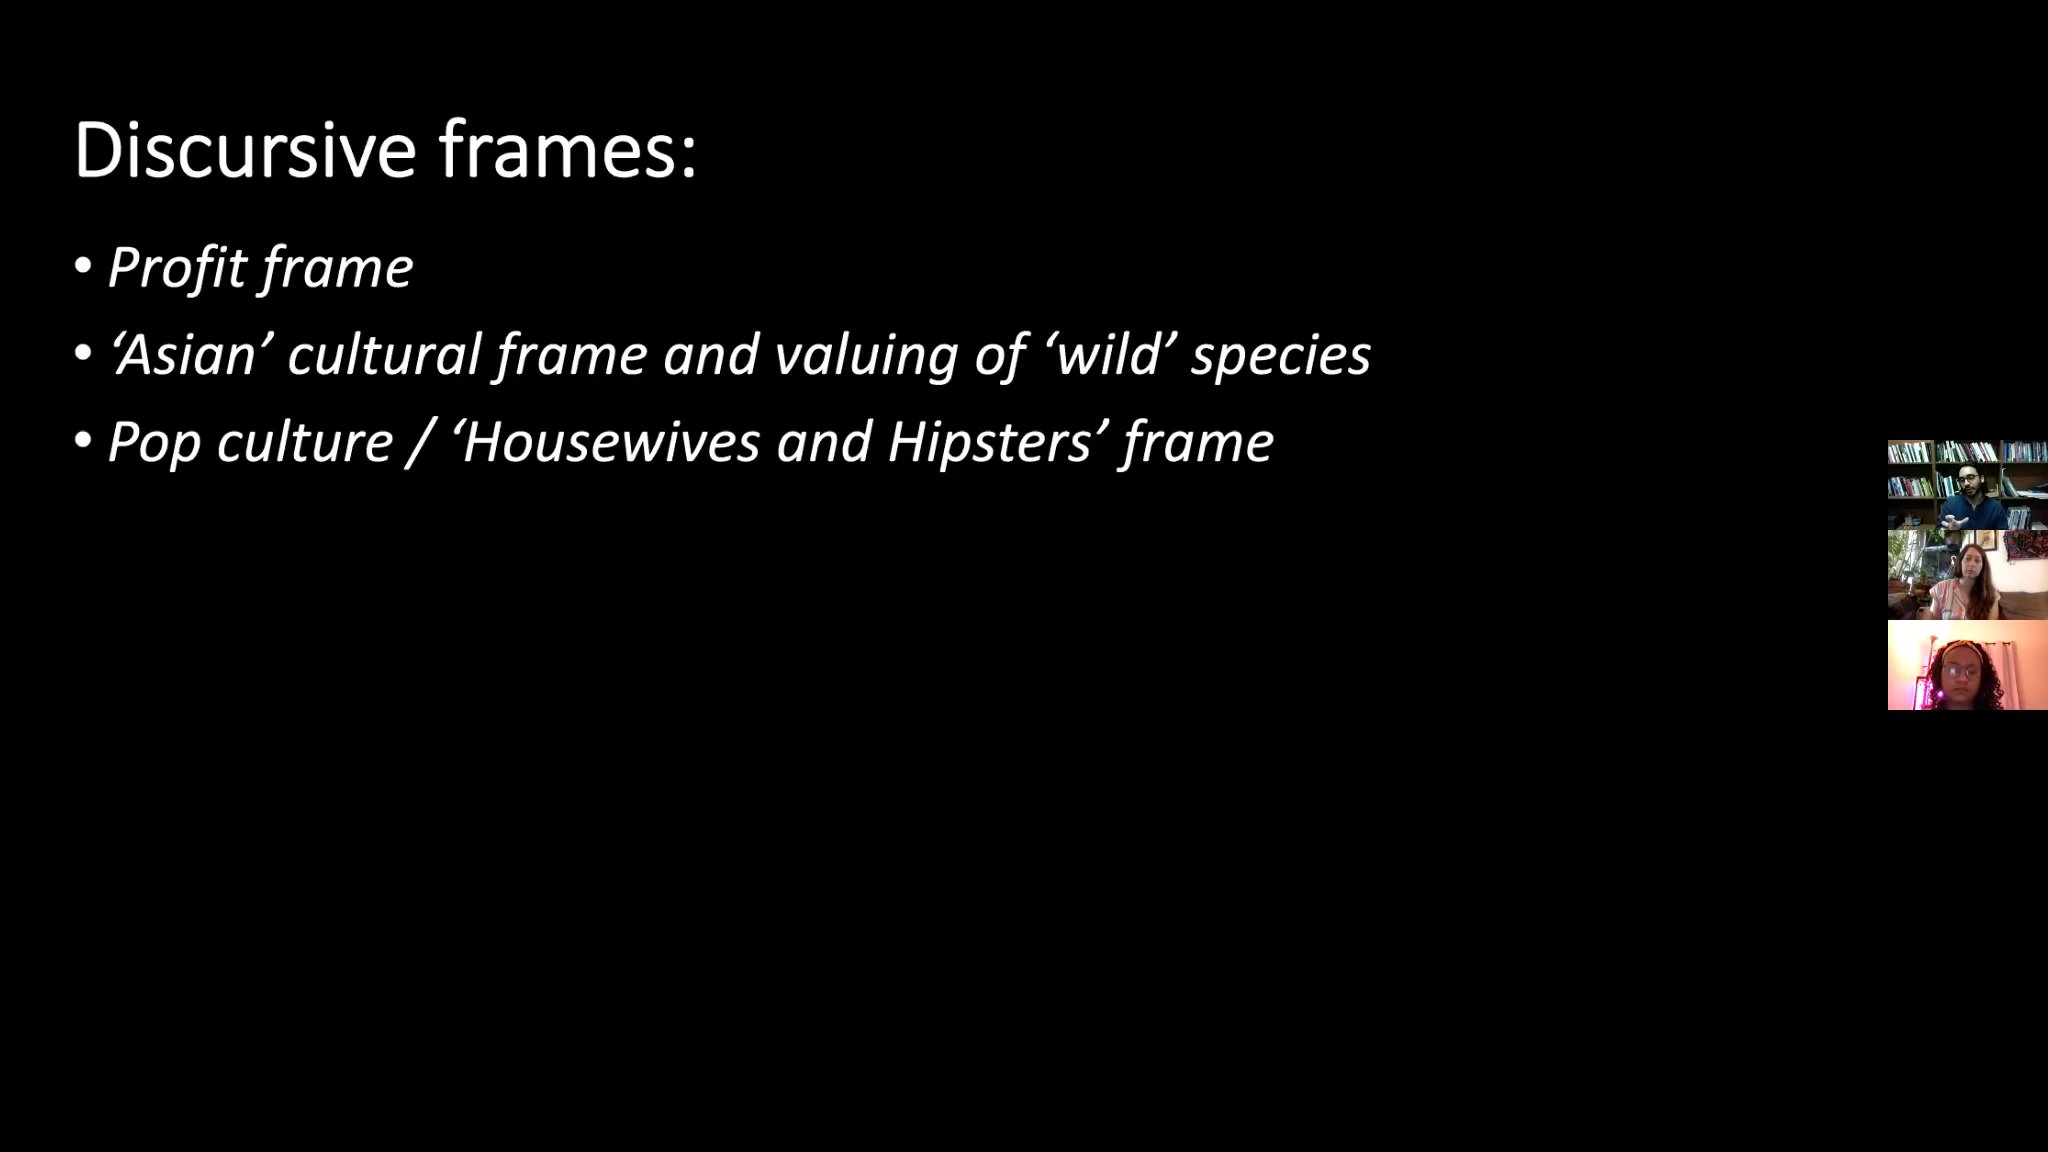 Discursive frames:
• Profit frame
• ‘Asian’ cultural frame and valuing of ‘wild’ species
• Pop culture / ‘Housewives and Hipsters’ frame